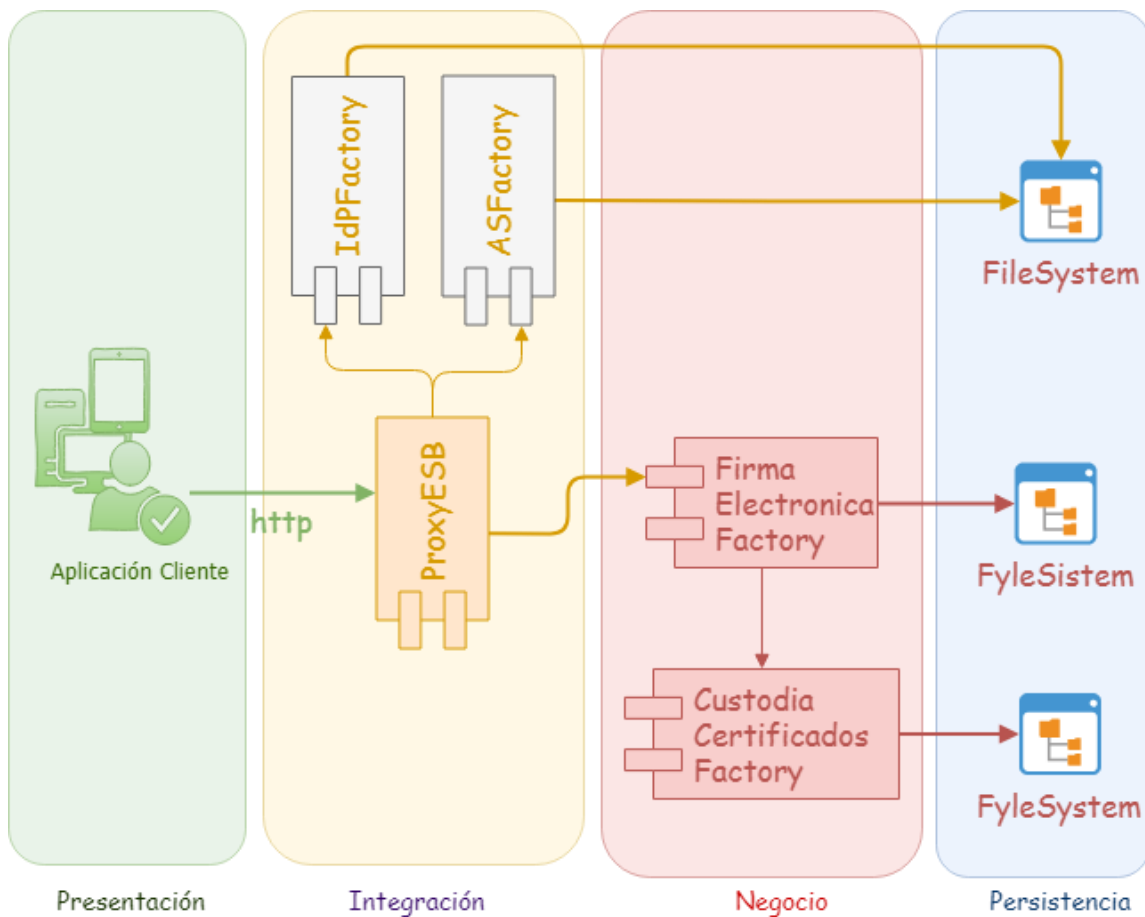 IdPFactory
ASFactory
FileSystem
ProxyESB
http
Aplicación Cliente
Firma
Electronica
Factory
FyleSistem
Custodia
Certificados
Factory
FyleSystem
Presentación
Integración
Negocio
Persistencia